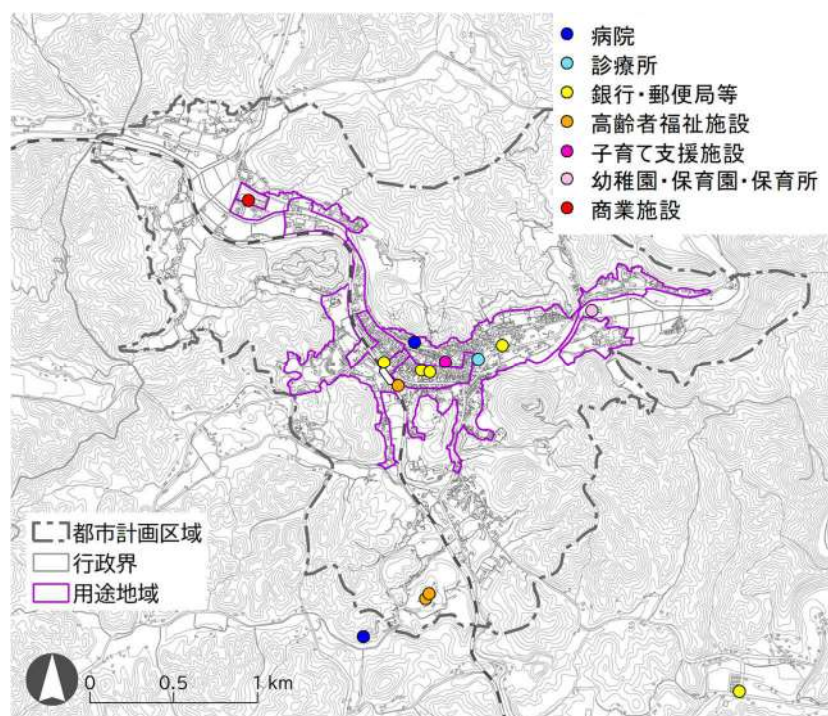 病院
診療所
銀行・郵便局等
高齢者福祉施設
子育て支援施設
幼稚園・保育園・保育所
商業施設
都市計画区域
行政界
用途地域
0 0.5 1 km